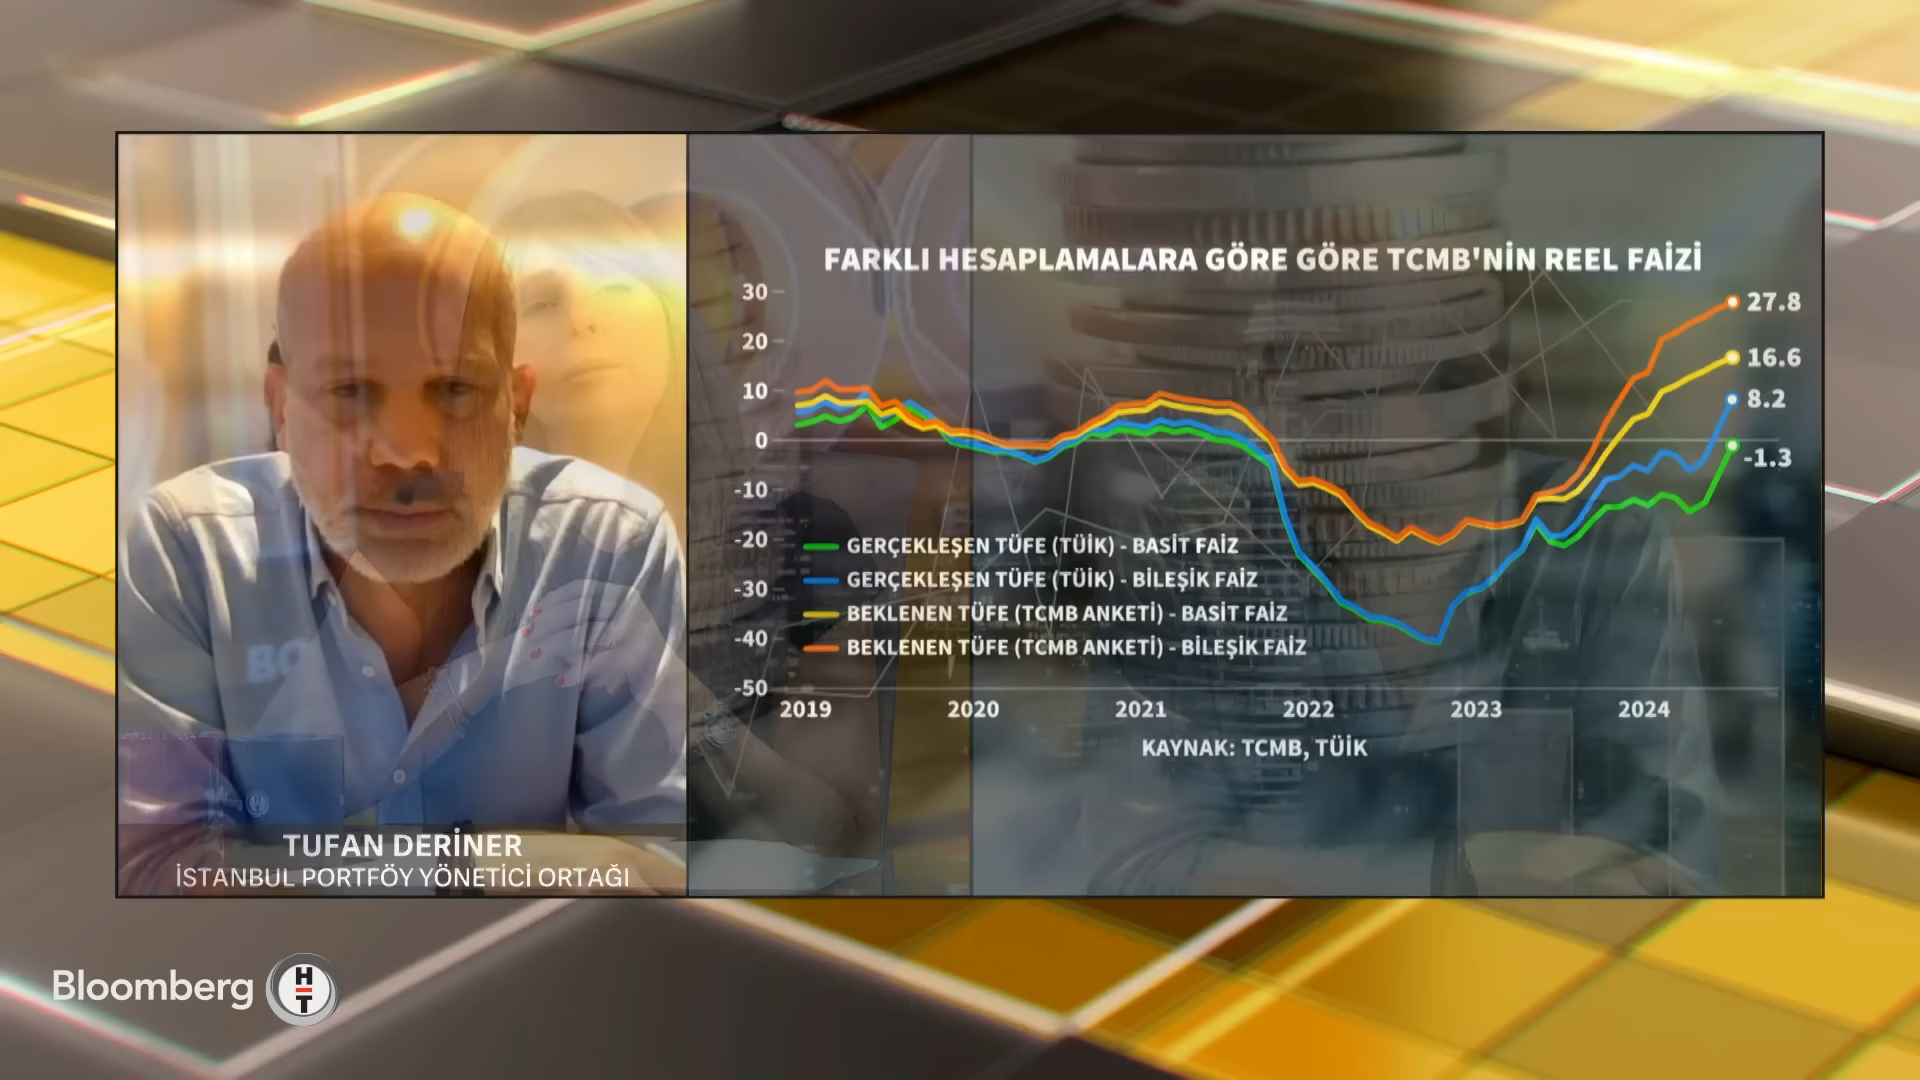 FARKLI HESAPLAMALARA GÖRE GÖRE TCMB'NİN REEL FAİZİ
30
20
10
0
-10
-20
-30
-40
-50
27.8
16.6
8.2
-1.3
GERÇEKLEŞEN TÜFE (TÜİK) - BASİT FAİZ
GERÇEKLEŞEN TÜFE (TÜİK) - BİLEŞİK FAİZ
BEKLENEN TÜFE (TCMB ANKETİ) - BASİT FAİZ
BEKLENEN TÜFE (TCMB ANKETİ) - BİLEŞİK FAİZ
2019 2020 2021 2022 2023 2024
KAYNAK: TCMB, TÜİK
TUFAN DERİNER
İSTANBUL PORTFÖY YÖNETİCİ ORTAĞI
Bloomberg HT